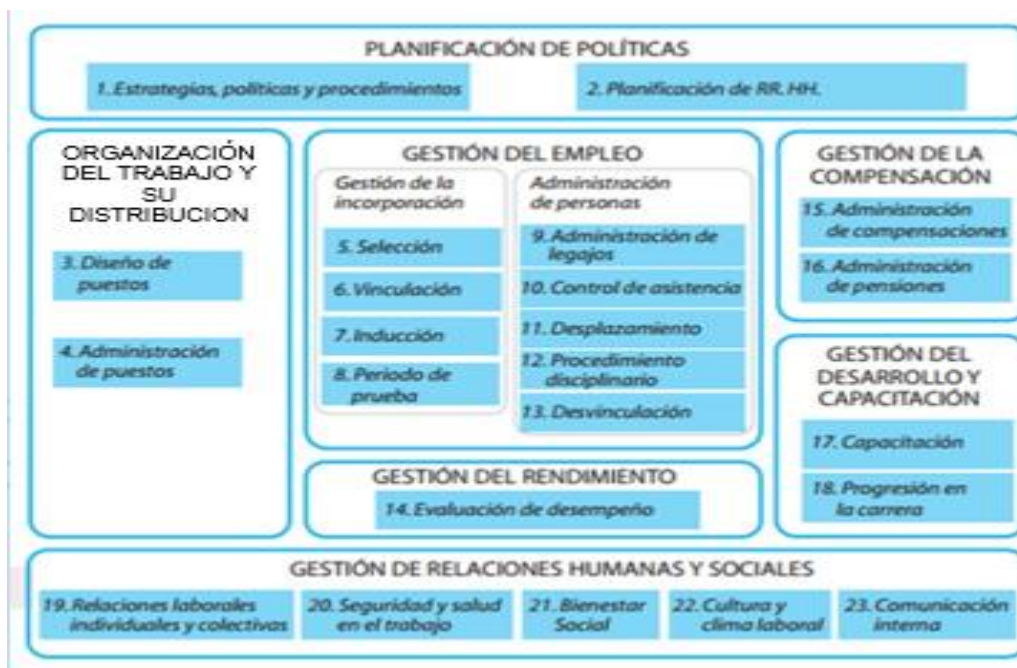 PLANIFICACIÓN DE POLÍTICAS
1. Estrategias, políticas y procedimientos
2. Planificación de RR. HH.
ORGANIZACIÓN
DEL TRABAJO Y
SU
DISTRIBUCION
3. Diseño de
puestos
4. Administración
de puestos
GESTIÓN DEL EMPLEO
Gestión de la
incorporación
5. Selección
6. Vinculación
7. Inducción
8. Periodo de
prueba
Administración
de personas
9. Administración de
legajos
10. Control de asistencia
11. Desplazamiento
12. Procedimiento
disciplinario
13. Desvinculación
GESTIÓN DEL RENDIMIENTO
14. Evaluación de desempeño
GESTIÓN DE LA
COMPENSACIÓN
15. Administración
de compensaciones
16. Administración
de pensiones
GESTIÓN DEL
DESARROLLO Y
CAPACITACIÓN
17. Capacitación
18. Progresión en
la carrera
GESTIÓN DE RELACIONES HUMANAS Y SOCIALES
19. Relaciones laborales
individuales y colectivas
20. Seguridad y salud
en el trabajo
21. Bienestar
Social
22. Cultura y
clima laboral
23. Comunicación
interna